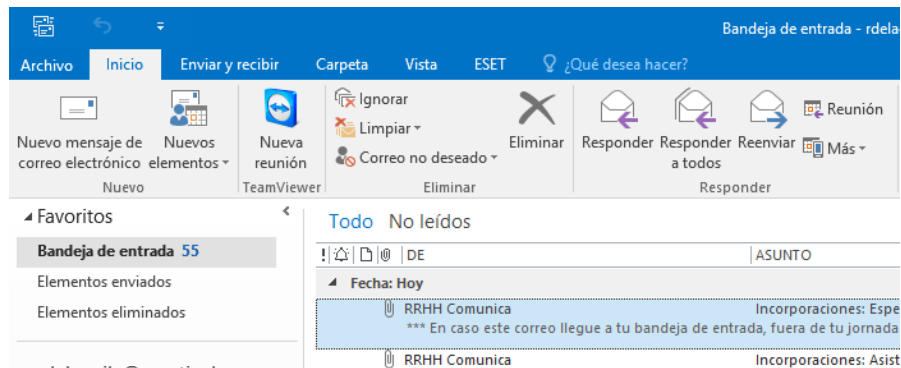 Bandeja de entrada - rdela
Archivo Inicio Enviar y recibir Carpeta Vista ESET ¿Qué desea hacer?
Nuevo mensaje de correo electrónico
Nuevos elementos
Nueva reunión
Ignorar
Limpiar
Correo no deseado
Eliminar
Responder
Responder a todos
Reenviar
Reunión
Más
Nuevo TeamViewer Eliminar Responder
Favoritos
Bandeja de entrada 55
Elementos enviados
Elementos eliminados
Todo No leídos
! DE ASUNTO
Fecha: Hoy
RRHH Comunica Incorporaciones: Espe
*** En caso este correo llegue a tu bandeja de entrada, fuera de tu jornada
RRHH Comunica Incorporaciones: Asist